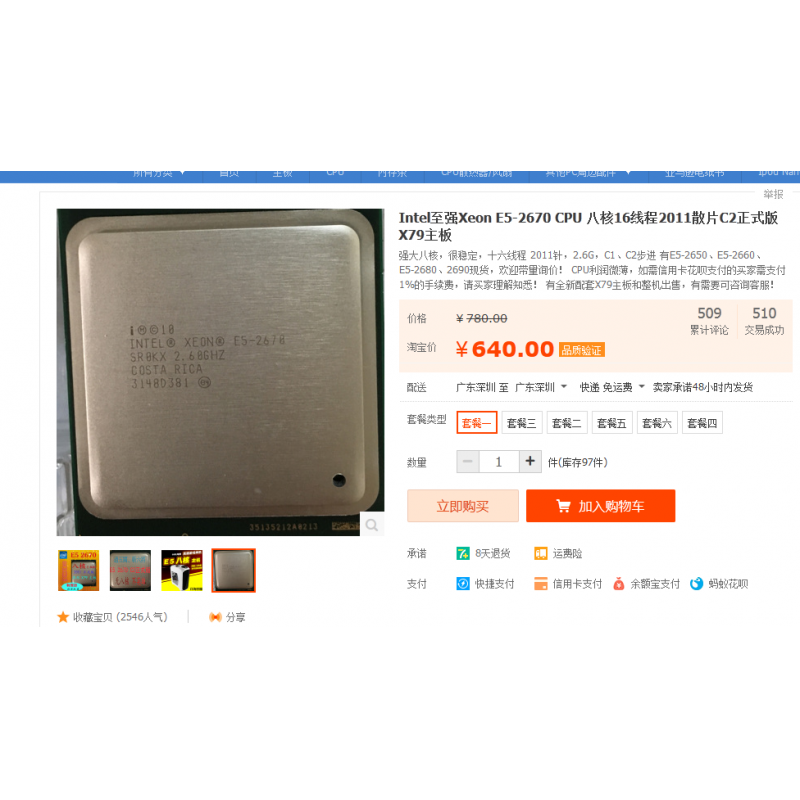 所有分类
首页
主板
CPU
内存条
CPU散热器/风扇
其他PC周边配件
亚马逊电纸书
ipod Nan
举报
Intel至强Xeon E5-2670 CPU 八核16线程2011散片C2正式版
X79主板
强大八核，很稳定，十六线程 2011针，2.6G，C1、C2步进 有E5-2650、E5-2660、
E5-2680、2690现货，欢迎带量询价！ CPU利润微薄，如需信用卡花呗支付的买家需支付
1%的手续费，请买家理解知悉！ 有全新配套X79主板和整机出售，有需要可咨询客服！
价格 ¥ 780.00
509 累计评论
510 交易成功
淘宝价 ¥ 640.00 品质验证
配送 广东深圳 至 广东深圳 快递 免运费 卖家承诺48小时内发货
套餐类型 套餐一 套餐三 套餐二 套餐五 套餐六 套餐四
数量 − 1 + 件(库存97件)
立即购买 加入购物车
承诺 7+ 8天退货 运费险
支付 快捷支付 信用卡支付 余额宝支付 蚂蚁花呗
i Ⓜ©10
INTEL® XEON® E5-2670
SR0KX 2.60GHZ
COSTA RICA
3148D381
E5 2670
收藏宝贝 (2546人气) 分享